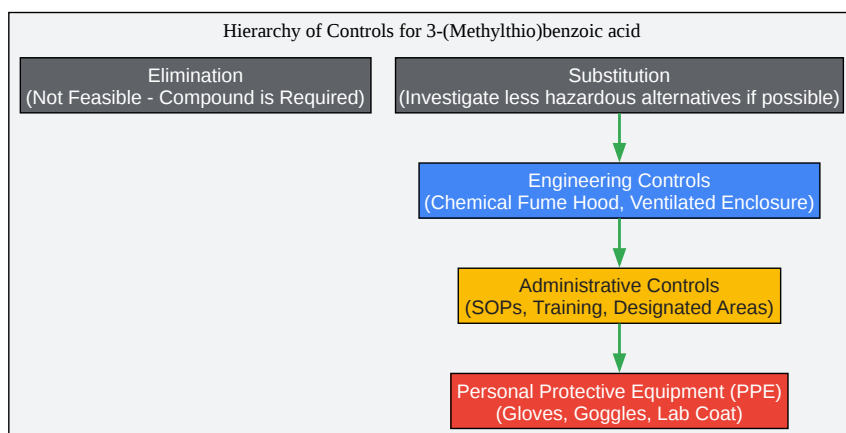 Hierarchy of Controls for 3-(Methylthio)benzoic acid
Elimination
(Not Feasible - Compound is Required)
Substitution
(Investigate less hazardous alternatives if possible)
Engineering Controls
(Chemical Fume Hood, Ventilated Enclosure)
Administrative Controls
(SOPs, Training, Designated Areas)
Personal Protective Equipment (PPE)
(Gloves, Goggles, Lab Coat)